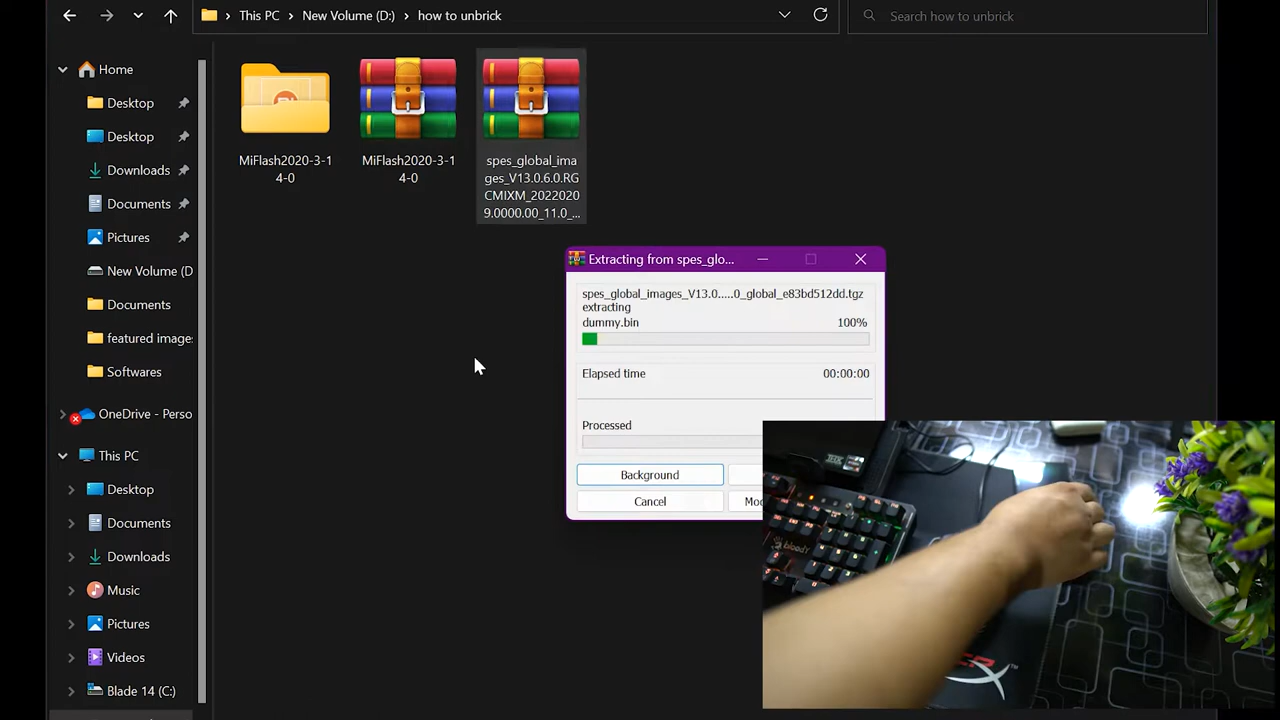 This PC > New Volume (D:) > how to unbrick
Search how to unbrick
Home
Desktop
Desktop
Downloads
Documents
Pictures
New Volume (D
Documents
featured image
Softwares
OneDrive - Perso
This PC
Desktop
Documents
Downloads
Music
Pictures
Videos
Blade 14 (C:)
MiFlash2020-3-1
4-0
MiFlash2020-3-1
4-0
spes_global_ima
ges_V13.0.6.0.RG
CMIXM_2022020
9.0000.00_11.0_...
Extracting from spes_glo...
spes_global_images_V13.0.....0_global_e83bd512dd.tgz
extracting
dummy.bin 100%
Elapsed time 00:00:00
Processed
Background
Cancel
Mo
bloody